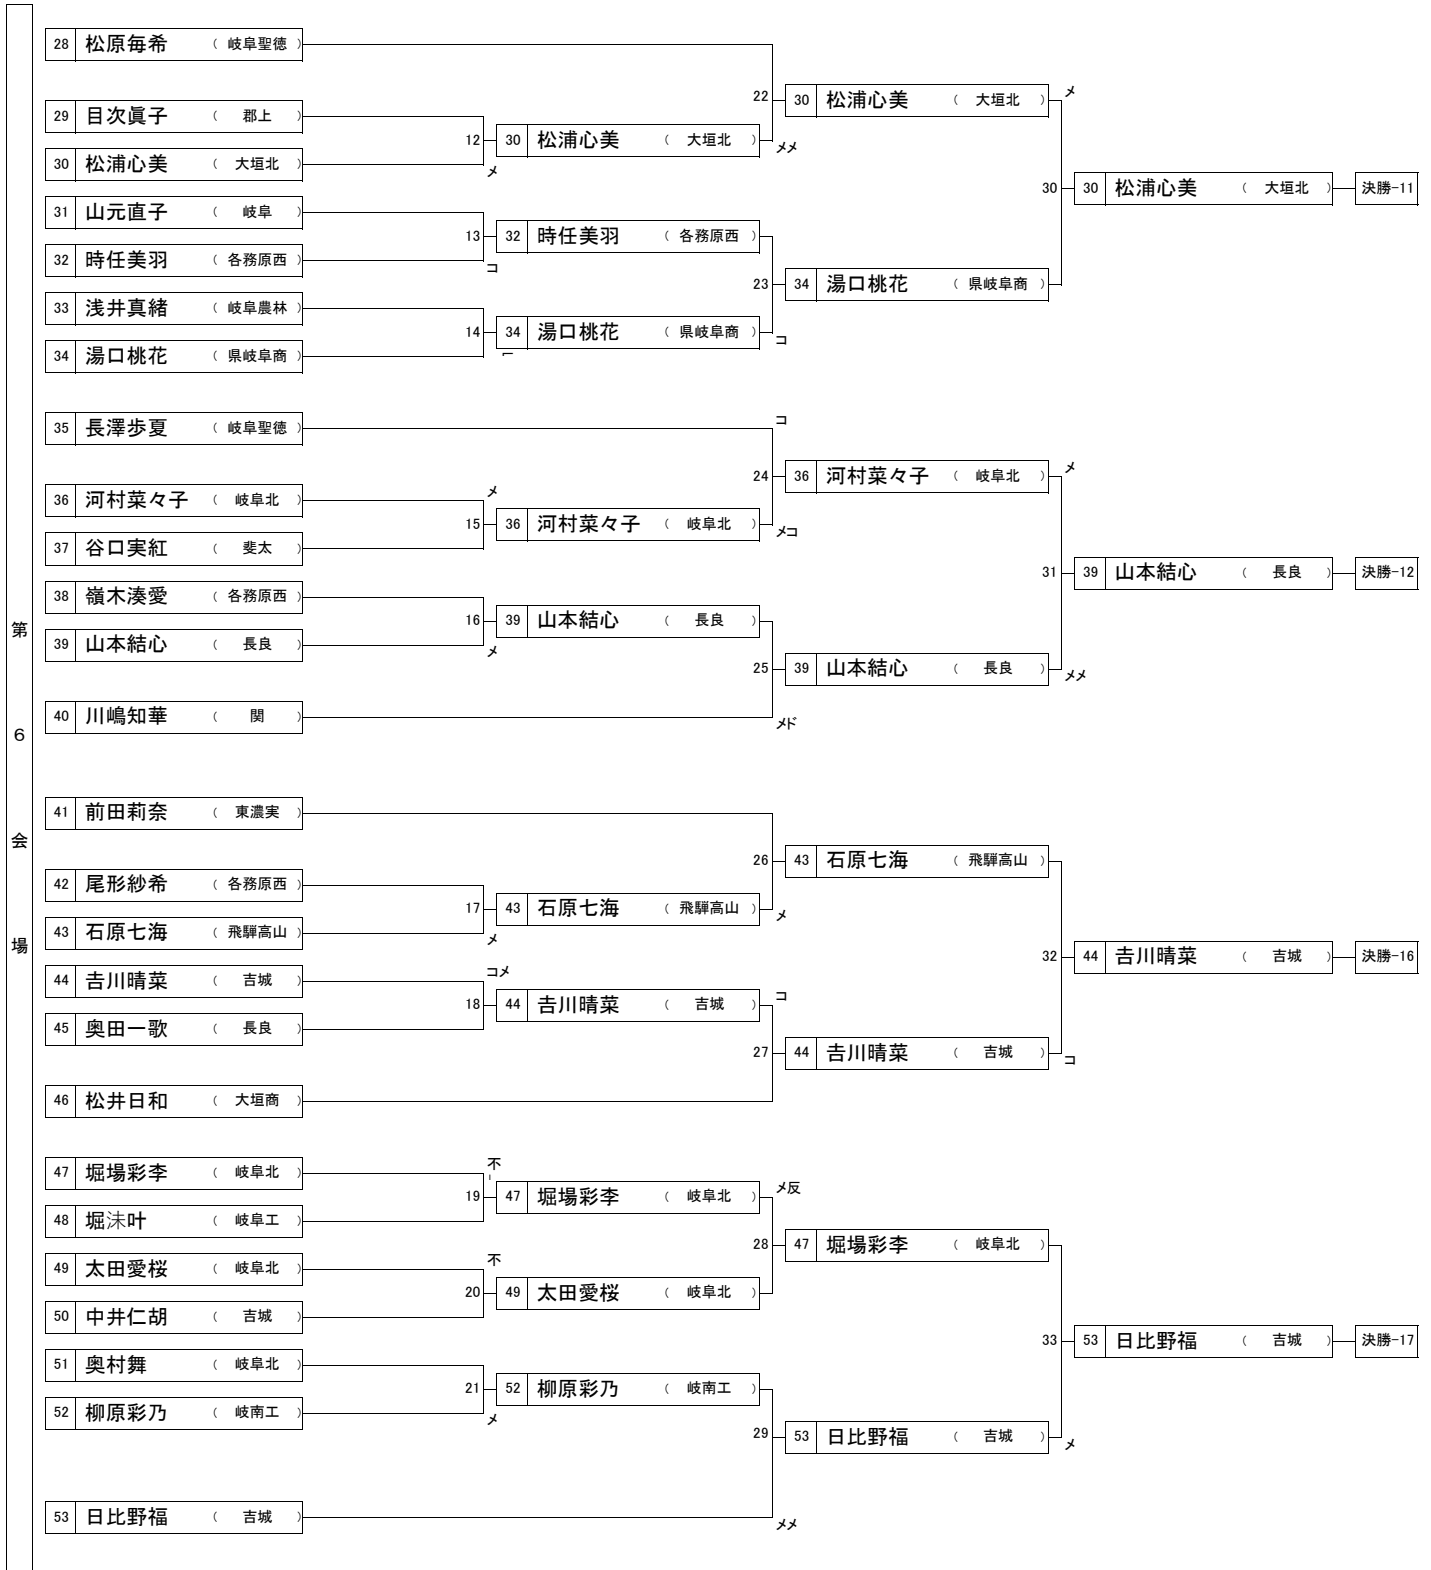 第6会場
28 松原毎希 ( 岐阜聖徳 )
22 30 松浦心美 ( 大垣北 ) メ
29 目次眞子 ( 郡上 )
12 30 松浦心美 ( 大垣北 ) メメ
30 松浦心美 ( 大垣北 ) メ
30 30 松浦心美 ( 大垣北 ) 決勝-11
31 山元直子 ( 岐阜 )
13 32 時任美羽 ( 各務原西 )
32 時任美羽 ( 各務原西 ) コ
23 34 湯口桃花 ( 県岐阜商 )
33 浅井真緒 ( 岐阜農林 )
14 34 湯口桃花 ( 県岐阜商 ) コ
34 湯口桃花 ( 県岐阜商 )
35 長澤歩夏 ( 岐阜聖徳 ) コ
24 36 河村菜々子 ( 岐阜北 ) メ
36 河村菜々子 ( 岐阜北 ) メ
15 36 河村菜々子 ( 岐阜北 ) メコ
37 谷口実紅 ( 斐太 )
31 39 山本結心 ( 長良 ) 決勝-12
38 嶺木湊愛 ( 各務原西 )
16 39 山本結心 ( 長良 )
39 山本結心 ( 長良 ) メ
25 39 山本結心 ( 長良 ) メメ
40 川嶋知華 ( 関 ) メド
41 前田莉奈 ( 東濃実 )
26 43 石原七海 ( 飛騨高山 )
42 尾形紗希 ( 各務原西 )
17 43 石原七海 ( 飛騨高山 ) メ
43 石原七海 ( 飛騨高山 ) メ
32 44 𠮷川晴菜 ( 吉城 ) 決勝-16
44 𠮷川晴菜 ( 吉城 ) コメ
18 44 𠮷川晴菜 ( 吉城 ) コ
45 奥田一歌 ( 長良 )
27 44 𠮷川晴菜 ( 吉城 ) コ
46 松井日和 ( 大垣商 )
47 堀場彩李 ( 岐阜北 ) 不
19 47 堀場彩李 ( 岐阜北 ) メ反
48 堀沫叶 ( 岐阜工 )
28 47 堀場彩李 ( 岐阜北 )
49 太田愛桜 ( 岐阜北 ) 不
20 49 太田愛桜 ( 岐阜北 )
50 中井仁胡 ( 吉城 )
33 53 日比野福 ( 吉城 ) 決勝-17
51 奥村舞 ( 岐阜北 )
21 52 柳原彩乃 ( 岐南工 )
52 柳原彩乃 ( 岐南工 ) メ
29 53 日比野福 ( 吉城 ) メ
53 日比野福 ( 吉城 ) メメ